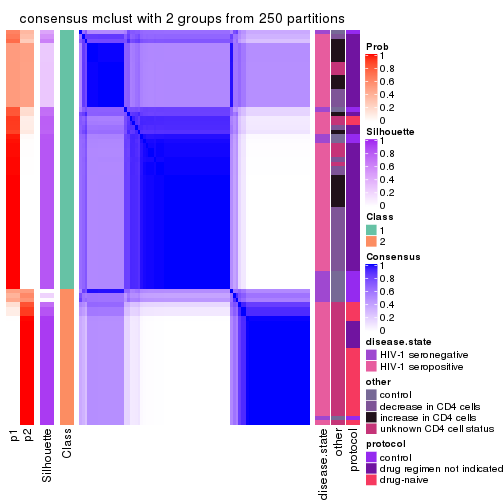 consensus mclust with 2 groups from 250 partitions
Prob
1
0.8
0.6
0.4
0.2
0
Silhouette
1
0.8
0.6
0.4
0.2
0
Class
1
2
Consensus
1
0.8
0.6
0.4
0.2
0
disease.state
HIV-1 seronegative
HIV-1 seropositive
other
control
decrease in CD4 cells
increase in CD4 cells
unknown CD4 cell status
protocol
control
drug regimen not indicated
drug-naive
p1
p2
Silhouette
Class
disease.state
other
protocol